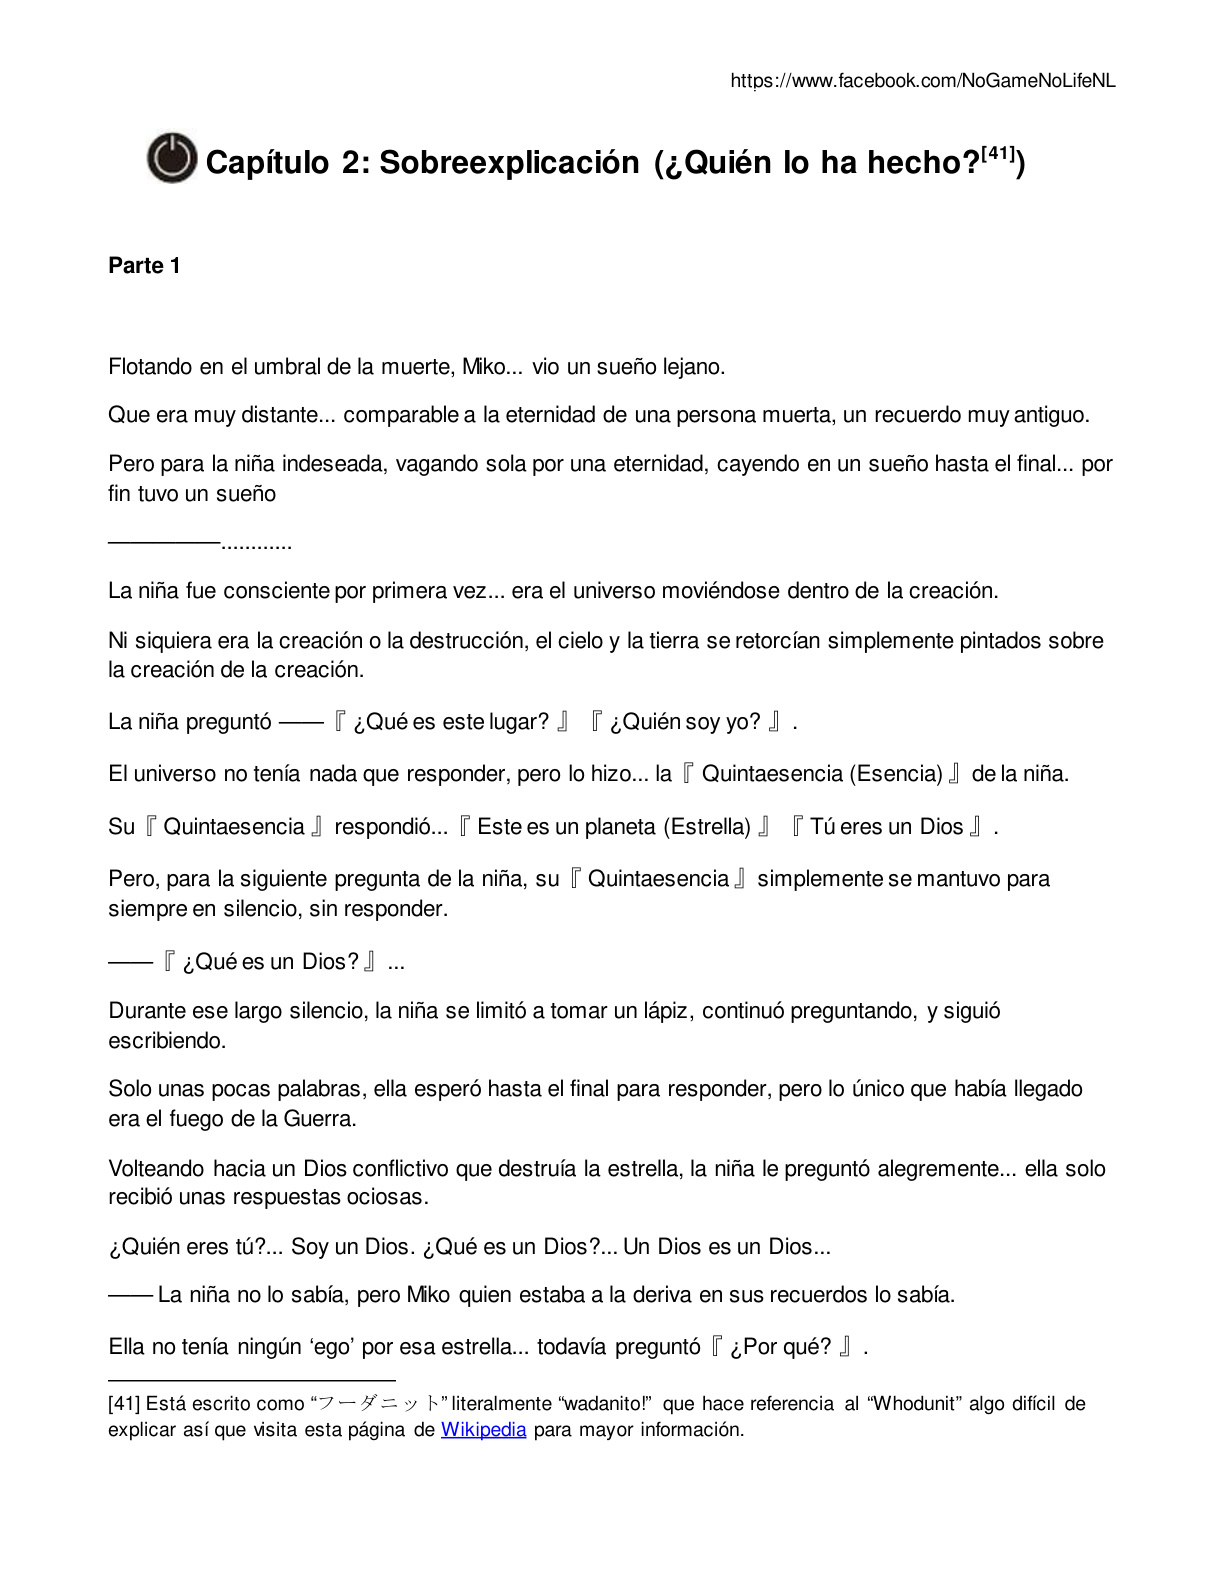 https://www.facebook.com/NoGameNoLifeNL
Capítulo 2: Sobreexplicación (¿Quién lo ha hecho?[41])
Parte 1
Flotando en el umbral de la muerte, Miko... vio un sueño lejano.
Que era muy distante... comparable a la eternidad de una persona muerta, un recuerdo muy antiguo.
Pero para la niña indeseada, vagando sola por una eternidad, cayendo en un sueño hasta el final... por
fin tuvo un sueño
—————............
La niña fue consciente por primera vez... era el universo moviéndose dentro de la creación.
Ni siquiera era la creación o la destrucción, el cielo y la tierra se retorcían simplemente pintados sobre
la creación de la creación.
La niña preguntó ——『 ¿Qué es este lugar? 』『 ¿Quién soy yo? 』.
El universo no tenía nada que responder, pero lo hizo... la『 Quintaesencia (Esencia) 』de la niña.
Su『 Quintaesencia 』respondió...『 Este es un planeta (Estrella) 』『 Tú eres un Dios 』.
Pero, para la siguiente pregunta de la niña, su『 Quintaesencia 』simplemente se mantuvo para
siempre en silencio, sin responder.
——『 ¿Qué es un Dios? 』...
Durante ese largo silencio, la niña se limitó a tomar un lápiz, continuó preguntando, y siguió
escribiendo.
Solo unas pocas palabras, ella esperó hasta el final para responder, pero lo único que había llegado
era el fuego de la Guerra.
Volteando hacia un Dios conflictivo que destruía la estrella, la niña le preguntó alegremente... ella solo
recibió unas respuestas ociosas.
¿Quién eres tú?... Soy un Dios. ¿Qué es un Dios?... Un Dios es un Dios...
—— La niña no lo sabía, pero Miko quien estaba a la deriva en sus recuerdos lo sabía.
Ella no tenía ningún ‘ego’ por esa estrella... todavía preguntó『 ¿Por qué? 』.
[41] Está escrito como “フーダニット” literalmente “wadanito!” que hace referencia al “Whodunit” algo difícil de
explicar así que visita esta página de Wikipedia para mayor información.